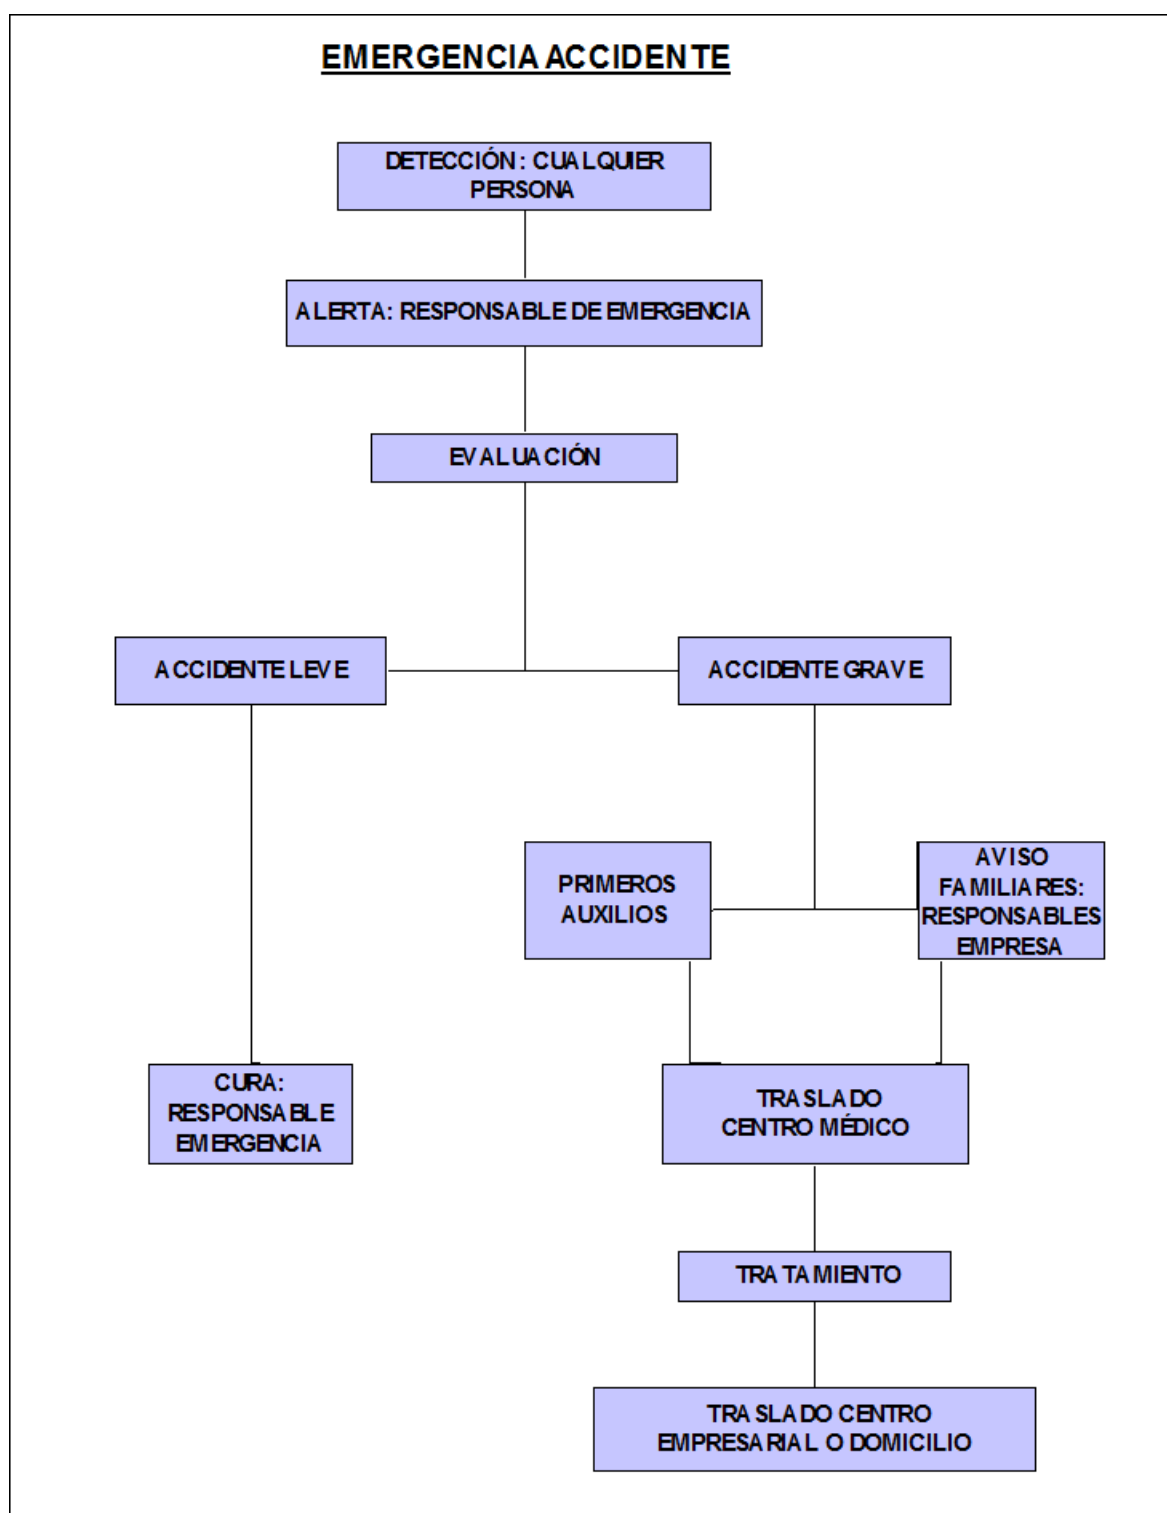 EMERGENCIA ACCIDENTE
DETECCIÓN : CUALQUIER
PERSONA
ALERTA: RESPONSABLE DE EMERGENCIA
EVALUACIÓN
ACCIDENTE LEVE
ACCIDENTE GRAVE
PRIMEROS
AUXILIOS
AVISO
FAMILIARES:
RESPONSABLES
EMPRESA
CURA:
RESPONSABLE
EMERGENCIA
TRASLADO
CENTRO MÉDICO
TRATAMIENTO
TRASLADO CENTRO
EMPRESARIAL O DOMICILIO